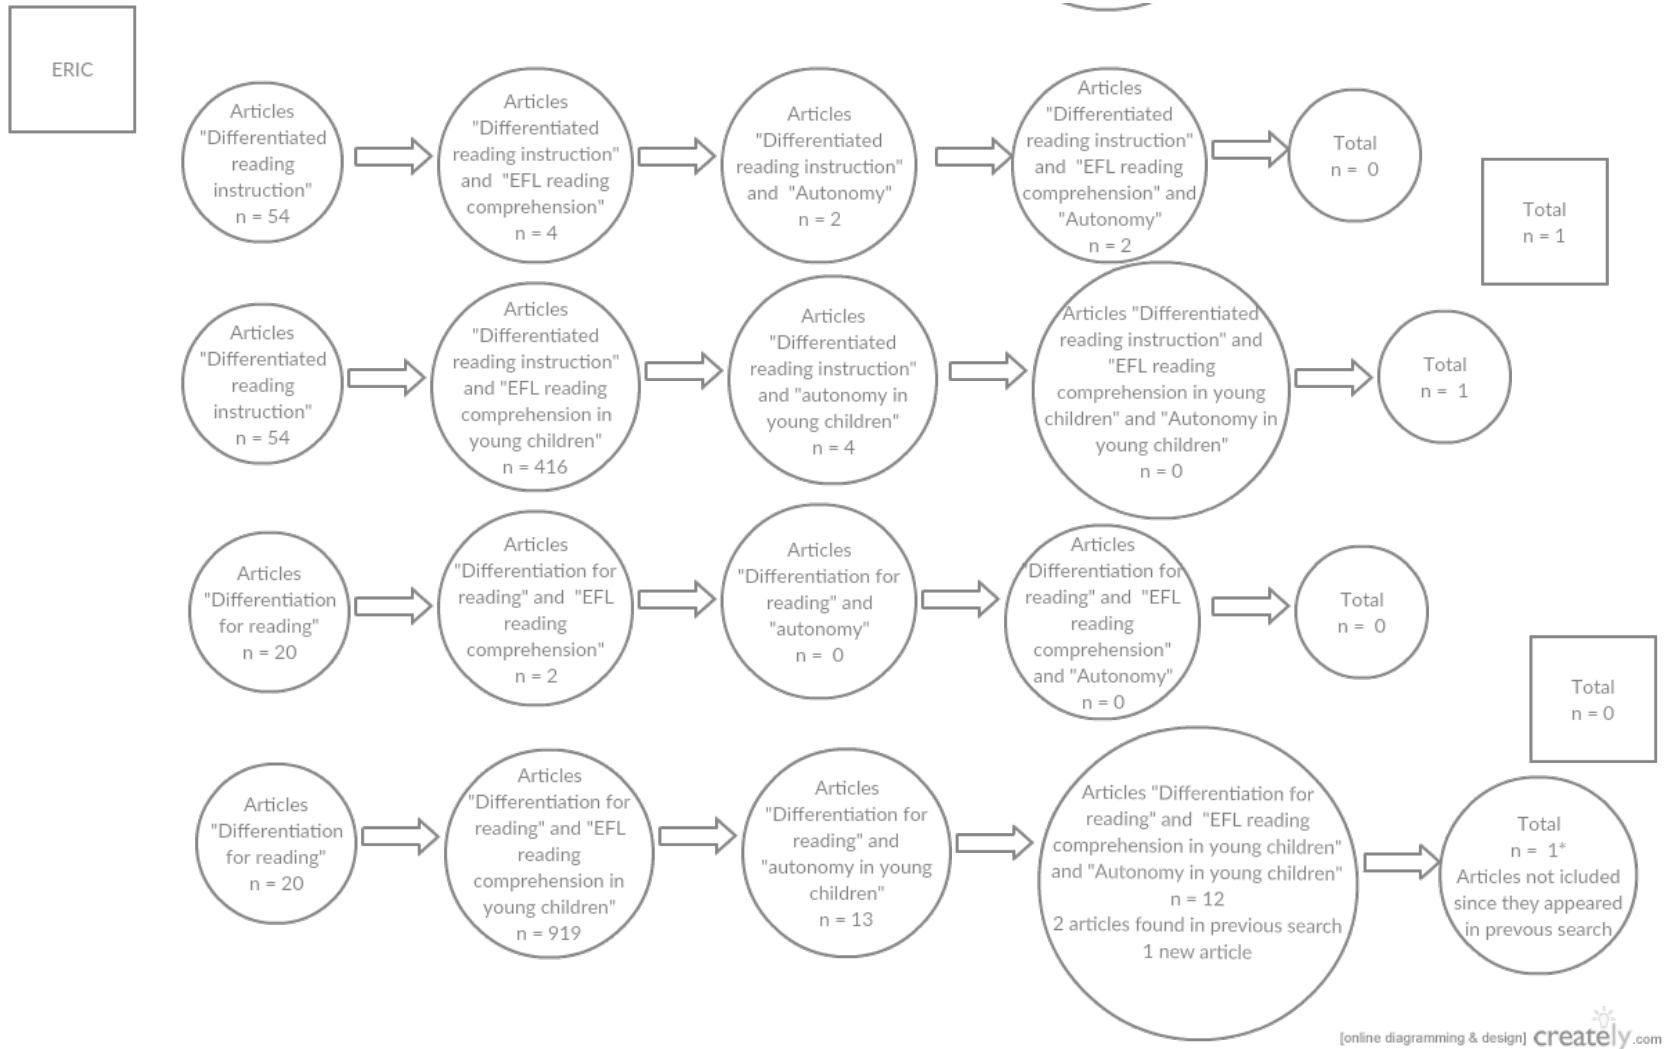 ERIC
Articles
"Differentiated
reading
instruction"
n = 54
Articles
"Differentiated
reading instruction"
and "EFL reading
comprehension"
n = 4
Articles
"Differentiated
reading instruction"
and "Autonomy"
n = 2
Articles
"Differentiated
reading instruction"
and "EFL reading
comprehension" and
"Autonomy"
n = 2
Total
n = 0
Total
n = 1
Articles
"Differentiated
reading
instruction"
n = 54
Articles
"Differentiated
reading instruction"
and "EFL reading
comprehension in
young children"
n = 416
Articles
"Differentiated
reading instruction"
and "autonomy in
young children"
n = 4
Articles "Differentiated
reading instruction" and
"EFL reading
comprehension in young
children" and "Autonomy in
young children"
n = 0
Total
n = 1
Articles
"Differentiation
for reading"
n = 20
Articles
"Differentiation for
reading" and "EFL
reading
comprehension"
n = 2
Articles
"Differentiation for
reading" and
"autonomy"
n = 0
Articles
"Differentiation for
reading" and "EFL
reading
comprehension"
and "Autonomy"
n = 0
Total
n = 0
Total
n = 0
Articles
"Differentiation
for reading"
n = 20
Articles
"Differentiation for
reading" and "EFL
reading
comprehension in
young children"
n = 919
Articles
"Differentiation for
reading" and
"autonomy in young
children"
n = 13
Articles "Differentiation for
reading" and "EFL reading
comprehension in young children"
and "Autonomy in young children"
n = 12
2 articles found in previous search
1 new article
Total
n = 1*
Articles not icluded
since they appeared
in prevous search
[online diagramming & design] creately.com